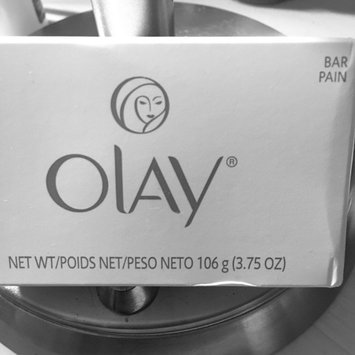 BAR
PAIN
OLAY®
NET WT/POIDS NET/PESO NETO 106 g (3.75 OZ)